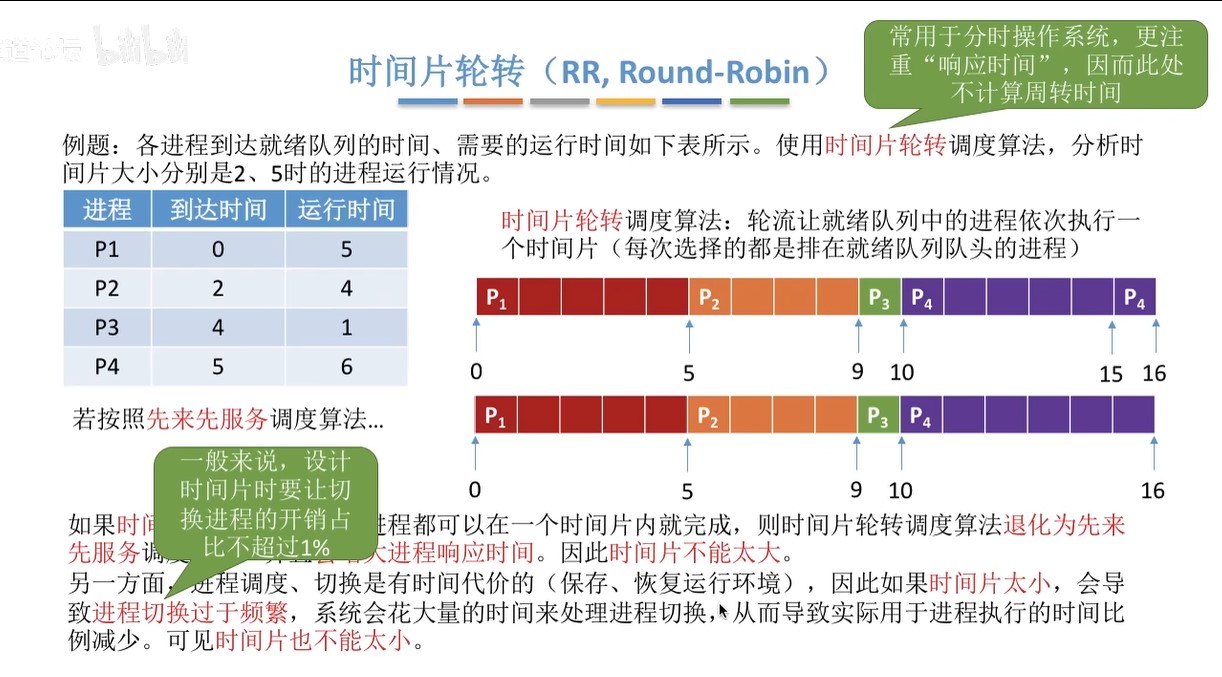 bilibili
常用于分时操作系统，更注
重“响应时间”，因而此处
不计算周转时间
时间片轮转（RR, Round-Robin）
例题：各进程到达就绪队列的时间、需要的运行时间如下表所示。使用时间片轮转调度算法，分析时
间片大小分别是2、5时的进程运行情况。
进程 到达时间 运行时间
P1 0 5
P2 2 4
P3 4 1
P4 5 6
时间片轮转调度算法：轮流让就绪队列中的进程依次执行一
个时间片（每次选择的都是排在就绪队列队头的进程）
P1 P2 P3 P4 P4
0 5 9 10 15 16
若按照先来先服务调度算法…
P1 P2 P3 P4
0 5 9 10 16
一般来说，设计
时间片时要让切
换进程的开销占
比不超过1%
如果时间 进程都可以在一个时间片内就完成，则时间片轮转调度算法退化为先来
先服务调 大进程响应时间。因此时间片不能太大。
另一方面，进程调度、切换是有时间代价的（保存、恢复运行环境），因此如果时间片太小，会导
致进程切换过于频繁，系统会花大量的时间来处理进程切换，从而导致实际用于进程执行的时间比
例减少。可见时间片也不能太小。